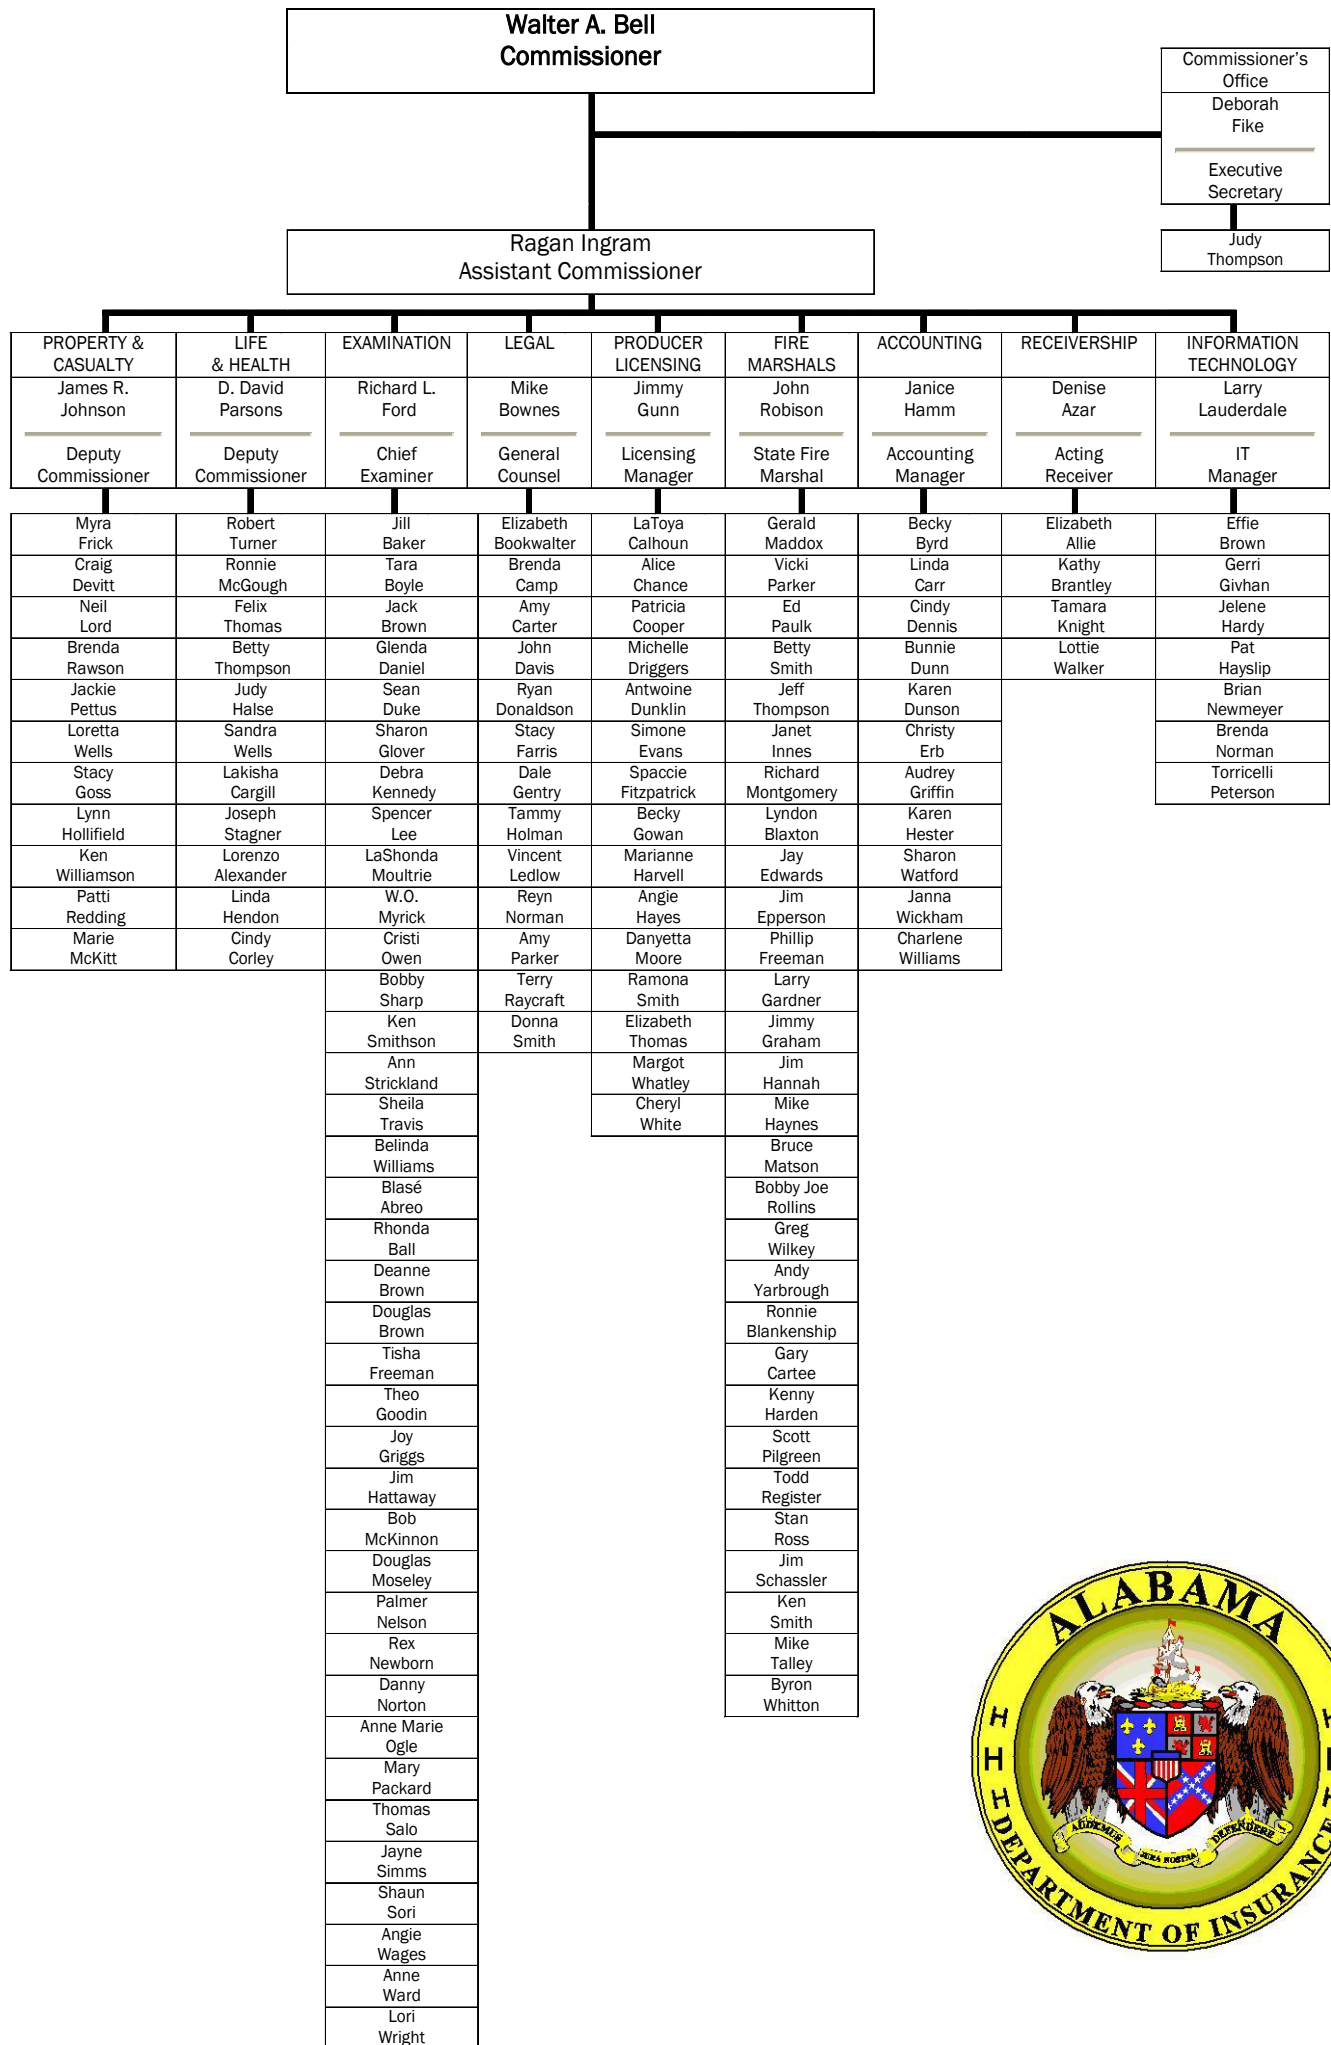 Walter A. Bell
Commissioner
Commissioner's
Office
Deborah
Fike
Executive
Secretary
Judy
Thompson
Ragan Ingram
Assistant Commissioner
PROPERTY &
CASUALTY
James R.
Johnson
Deputy
Commissioner
Myra
Frick
Craig
Devitt
Neil
Lord
Brenda
Rawson
Jackie
Pettus
Loretta
Wells
Stacy
Goss
Lynn
Hollifield
Ken
Williamson
Patti
Redding
Marie
McKitt
LIFE
& HEALTH
D. David
Parsons
Deputy
Commissioner
Robert
Turner
Ronnie
McGough
Felix
Thomas
Betty
Thompson
Judy
Halse
Sandra
Wells
Lakisha
Cargill
Joseph
Stagner
Lorenzo
Alexander
Linda
Hendon
Cindy
Corley
EXAMINATION
Richard L.
Ford
Chief
Examiner
Jill
Baker
Tara
Boyle
Jack
Brown
Glenda
Daniel
Sean
Duke
Sharon
Glover
Debra
Kennedy
Spencer
Lee
LaShonda
Moultrie
W.O.
Myrick
Cristi
Owen
Bobby
Sharp
Ken
Smithson
Ann
Strickland
Sheila
Travis
Belinda
Williams
Blasé
Abreo
Rhonda
Ball
Deanne
Brown
Douglas
Brown
Tisha
Freeman
Theo
Goodin
Joy
Griggs
Jim
Hattaway
Bob
McKinnon
Douglas
Moseley
Palmer
Nelson
Rex
Newborn
Danny
Norton
Anne Marie
Ogle
Mary
Packard
Thomas
Salo
Jayne
Simms
Shaun
Sori
Angie
Wages
Anne
Ward
Lori
Wright
LEGAL
Mike
Bownes
General
Counsel
Elizabeth
Bookwalter
Brenda
Camp
Amy
Carter
John
Davis
Ryan
Donaldson
Stacy
Farris
Dale
Gentry
Tammy
Holman
Vincent
Ledlow
Reyn
Norman
Amy
Parker
Terry
Raycraft
Donna
Smith
PRODUCER
LICENSING
Jimmy
Gunn
Licensing
Manager
LaToya
Calhoun
Alice
Chance
Patricia
Cooper
Michelle
Driggers
Antwoine
Dunklin
Simone
Evans
Spaccie
Fitzpatrick
Becky
Gowan
Marianne
Harvell
Angie
Hayes
Danyetta
Moore
Ramona
Smith
Elizabeth
Thomas
Margot
Whatley
Cheryl
White
FIRE
MARSHALS
John
Robison
State Fire
Marshal
Gerald
Maddox
Vicki
Parker
Ed
Paulk
Betty
Smith
Jeff
Thompson
Janet
Innes
Richard
Montgomery
Lyndon
Blaxton
Jay
Edwards
Jim
Epperson
Phillip
Freeman
Larry
Gardner
Jimmy
Graham
Jim
Hannah
Mike
Haynes
Bruce
Matson
Bobby Joe
Rollins
Greg
Wilkey
Andy
Yarbrough
Ronnie
Blankenship
Gary
Cartee
Kenny
Harden
Scott
Pilgreen
Todd
Register
Stan
Ross
Jim
Schassler
Ken
Smith
Mike
Talley
Byron
Whitton
ACCOUNTING
Janice
Hamm
Accounting
Manager
Becky
Byrd
Linda
Carr
Cindy
Dennis
Bunnie
Dunn
Karen
Dunson
Christy
Erb
Audrey
Griffin
Karen
Hester
Sharon
Watford
Janna
Wickham
Charlene
Williams
RECEIVERSHIP
Denise
Azar
Acting
Receiver
Elizabeth
Allie
Kathy
Brantley
Tamara
Knight
Lottie
Walker
INFORMATION
TECHNOLOGY
Larry
Lauderdale
IT
Manager
Effie
Brown
Gerri
Givhan
Jelene
Hardy
Pat
Hayslip
Brian
Newmeyer
Brenda
Norman
Torricelli
Peterson
ALABAMA
AUDEMUS
JURA NOSTRA
DEFENDERE
DEPARTMENT OF INSURANCE